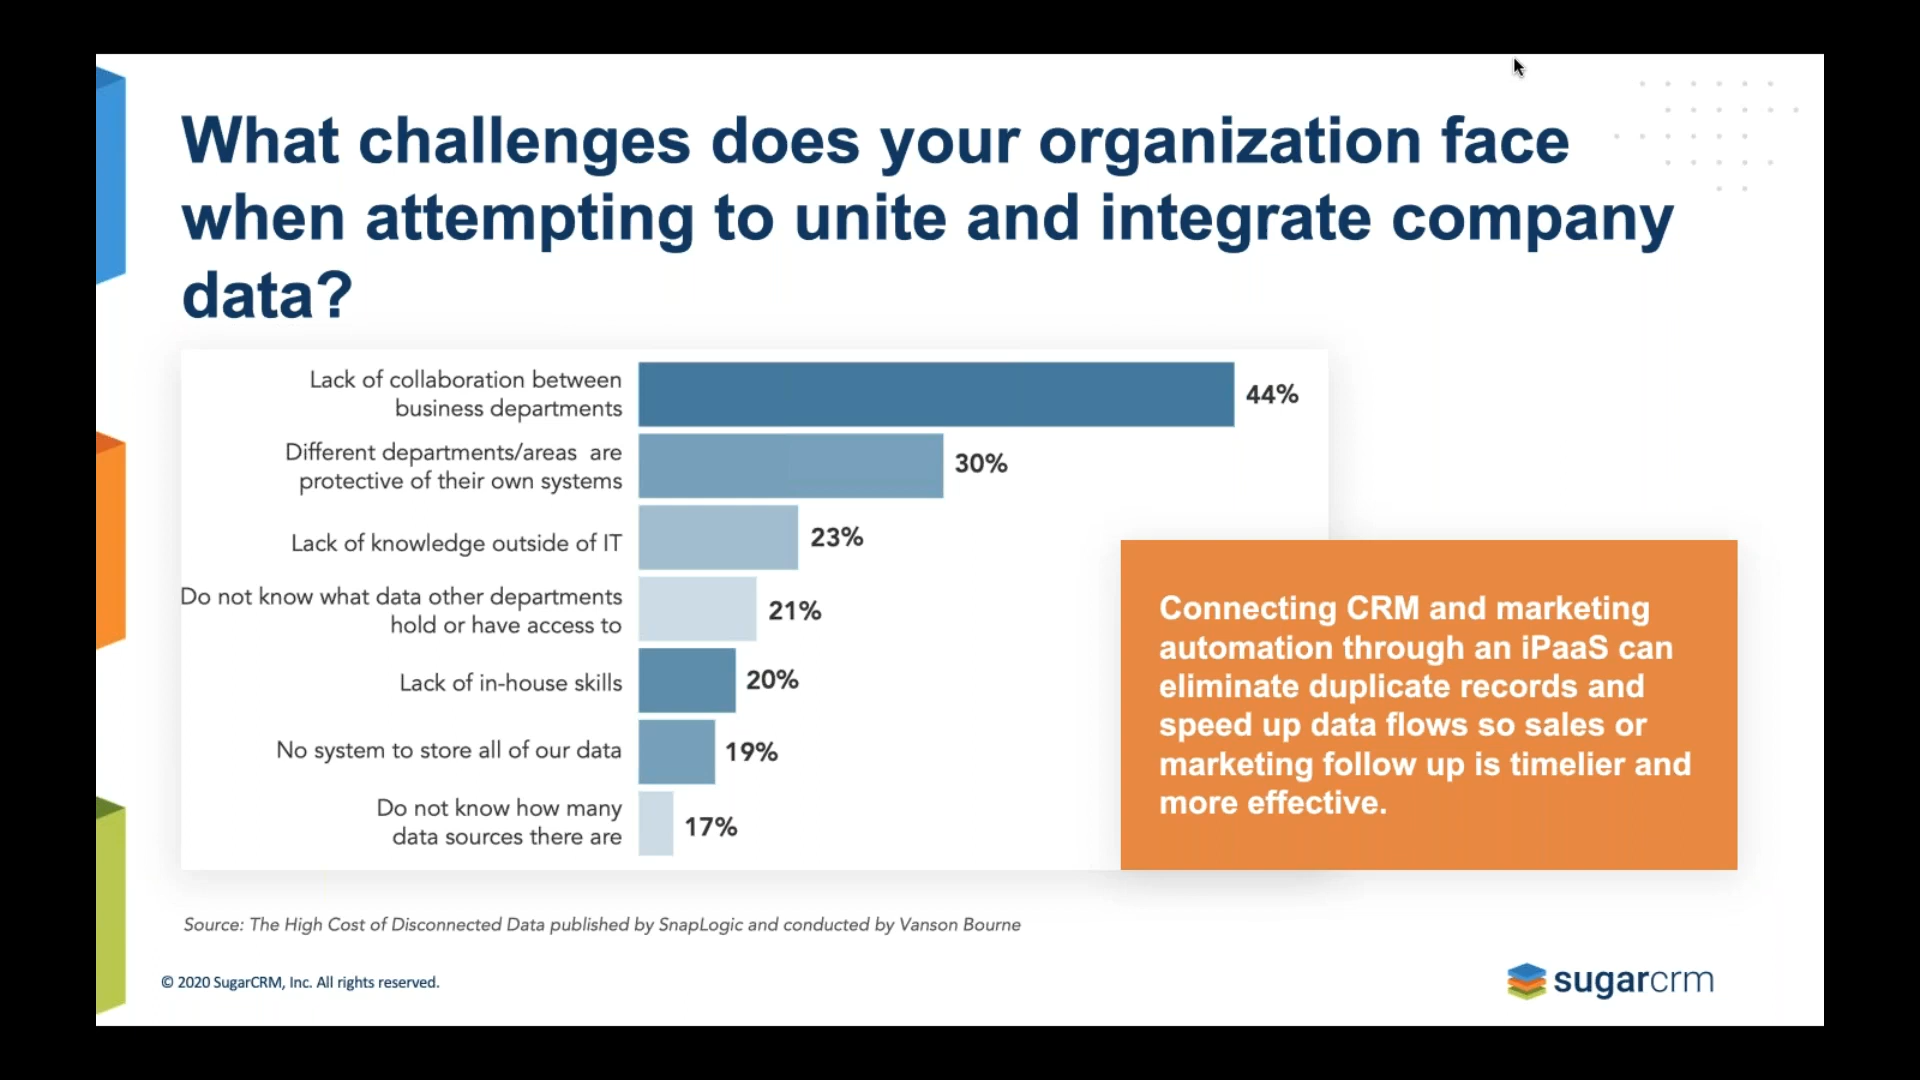 What challenges does your organization face
when attempting to unite and integrate company
data?
Lack of collaboration between
business departments
44%
Different departments/areas are
protective of their own systems
30%
Lack of knowledge outside of IT
23%
Do not know what data other departments
hold or have access to
21%
Lack of in-house skills
20%
No system to store all of our data
19%
Do not know how many
data sources there are
17%
Connecting CRM and marketing
automation through an iPaaS can
eliminate duplicate records and
speed up data flows so sales or
marketing follow up is timelier and
more effective.
Source: The High Cost of Disconnected Data published by SnapLogic and conducted by Vanson Bourne
© 2020 SugarCRM, Inc. All rights reserved.
sugarcrm